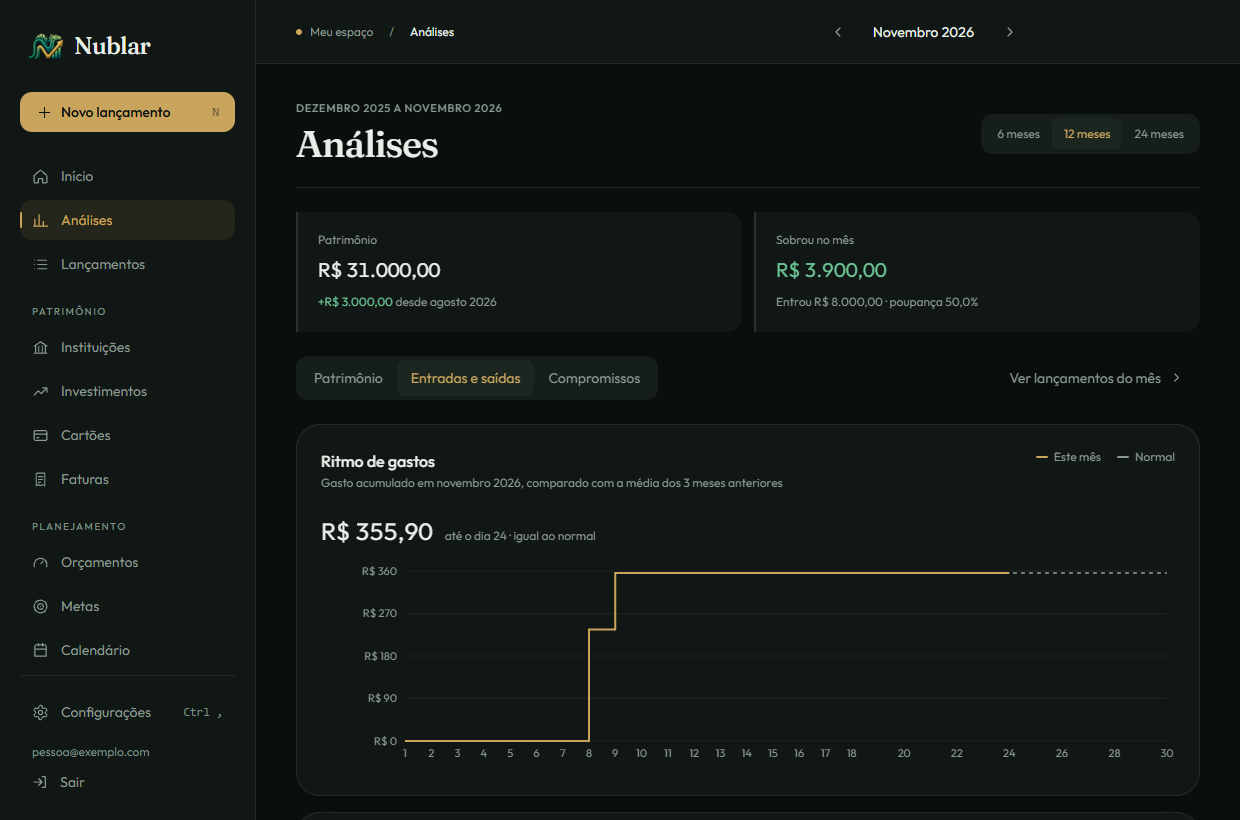 Nublar
Novo lançamento N
Início
Análises
Lançamentos
PATRIMÔNIO
Instituições
Investimentos
Cartões
Faturas
PLANEJAMENTO
Orçamentos
Metas
Calendário
Configurações Ctrl ,
pessoa@exemplo.com
Sair
Meu espaço / Análises
Novembro 2026
DEZEMBRO 2025 A NOVEMBRO 2026
Análises
6 meses 12 meses 24 meses
Patrimônio
R$ 31.000,00
+R$ 3.000,00 desde agosto 2026
Sobrou no mês
R$ 3.900,00
Entrou R$ 8.000,00 · poupança 50,0%
Patrimônio Entradas e saídas Compromissos
Ver lançamentos do mês
Ritmo de gastos
Este mês Normal
Gasto acumulado em novembro 2026, comparado com a média dos 3 meses anteriores
R$ 355,90 até o dia 24 · igual ao normal
R$ 360
R$ 270
R$ 180
R$ 90
R$ 0
1 2 3 4 5 6 7 8 9 10 11 12 13 14 15 16 17 18 20 22 24 26 28 30